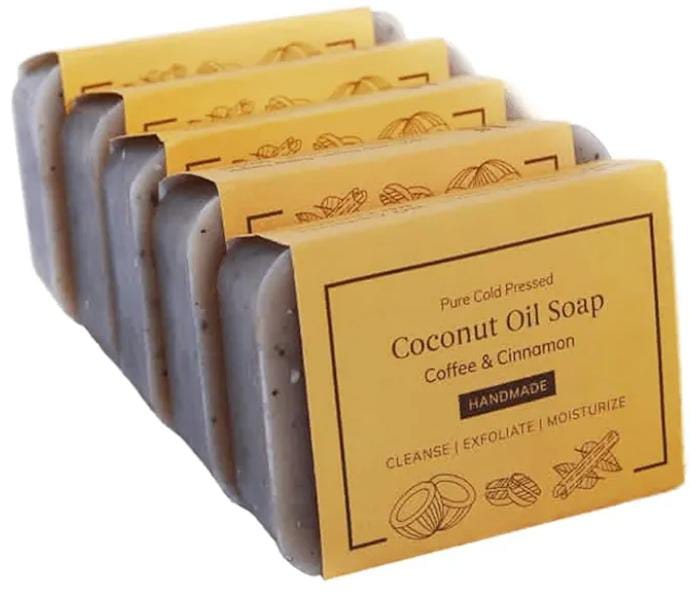 Pure Cold Pressed
Coconut Oil Soap
Coffee & Cinnamon
HANDMADE
CLEANSE | EXFOLIATE | MOISTURIZE